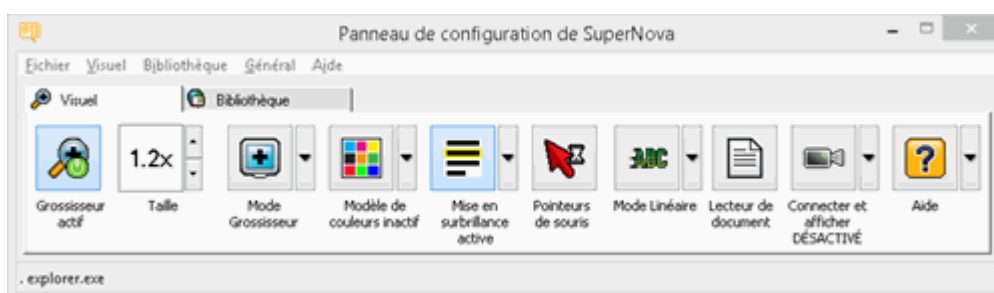 Panneau de configuration de SuperNova
Fichier Visuel Bibliothèque Général Ajde
Visuel Bibliothèque
1.2x ABC ?
Grossisseur actif
Taille
Mode Grossisseur
Modèle de couleurs inactif
Mise en surbrillance active
Pointeurs de souris
Mode Linéaire
Lecteur de document
Connecter et afficher DÉSACTIVÉ
Aide
. explorer.exe